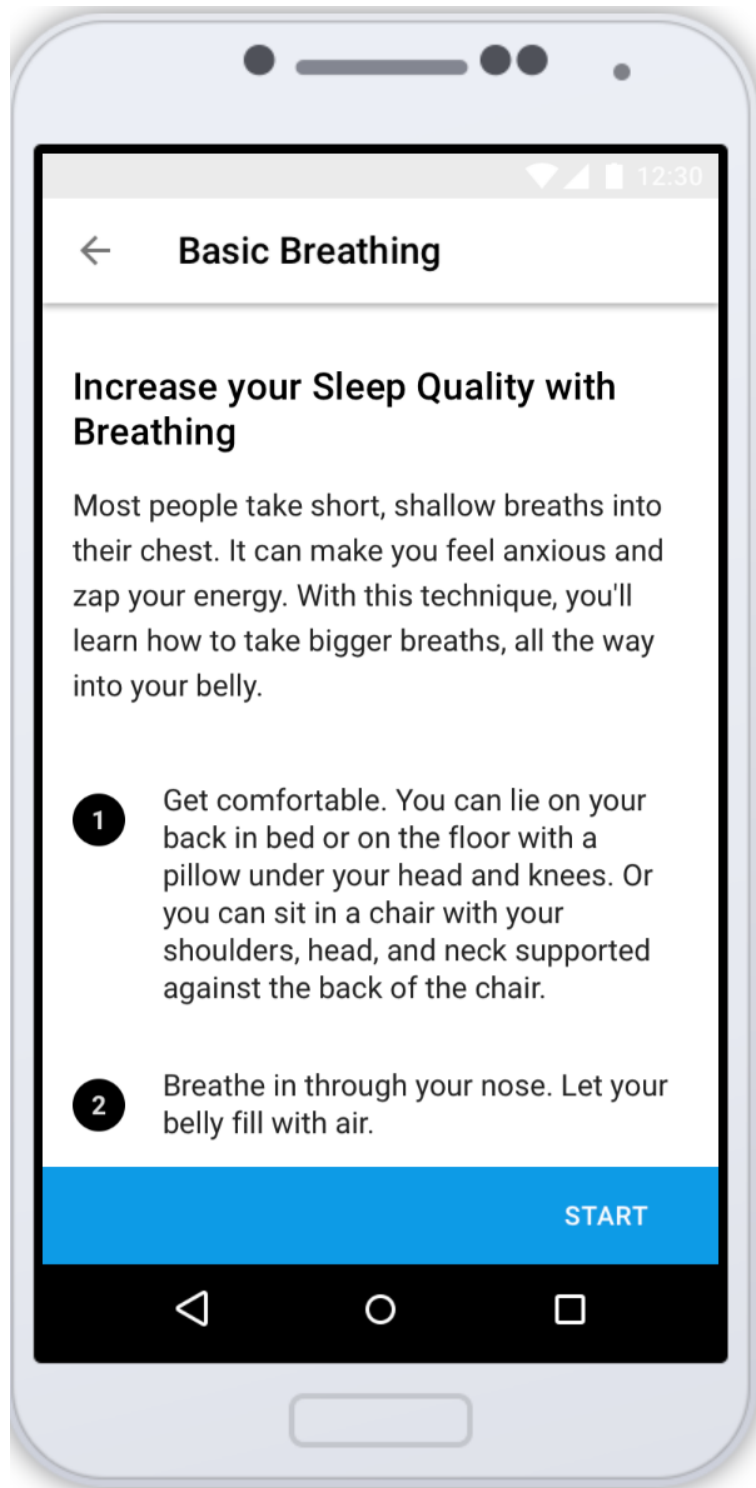 12:30
Basic Breathing
Increase your Sleep Quality with
Breathing
Most people take short, shallow breaths into
their chest. It can make you feel anxious and
zap your energy. With this technique, you'll
learn how to take bigger breaths, all the way
into your belly.
1
Get comfortable. You can lie on your
back in bed or on the floor with a
pillow under your head and knees. Or
you can sit in a chair with your
shoulders, head, and neck supported
against the back of the chair.
2
Breathe in through your nose. Let your
belly fill with air.
START